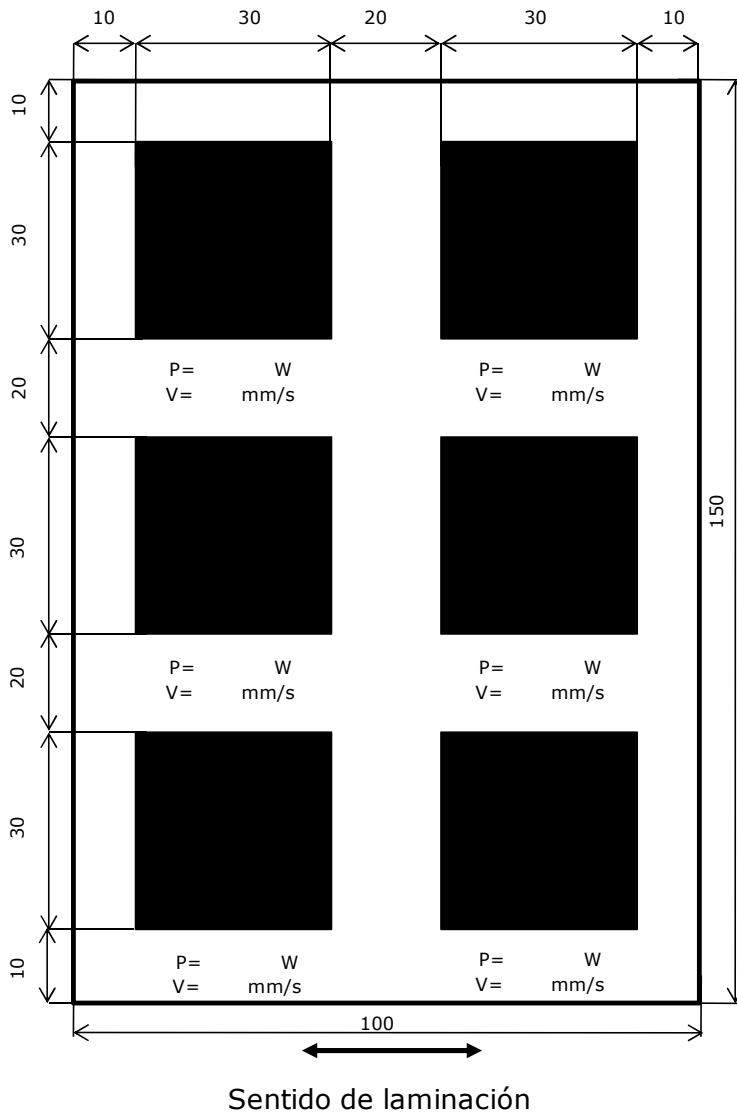 10 30 20 30 10
10
30
P= W P= W
V= mm/s V= mm/s
20
30
150
P= W P= W
V= mm/s V= mm/s
20
30
P= W P= W
V= mm/s V= mm/s
10
100
Sentido de laminación